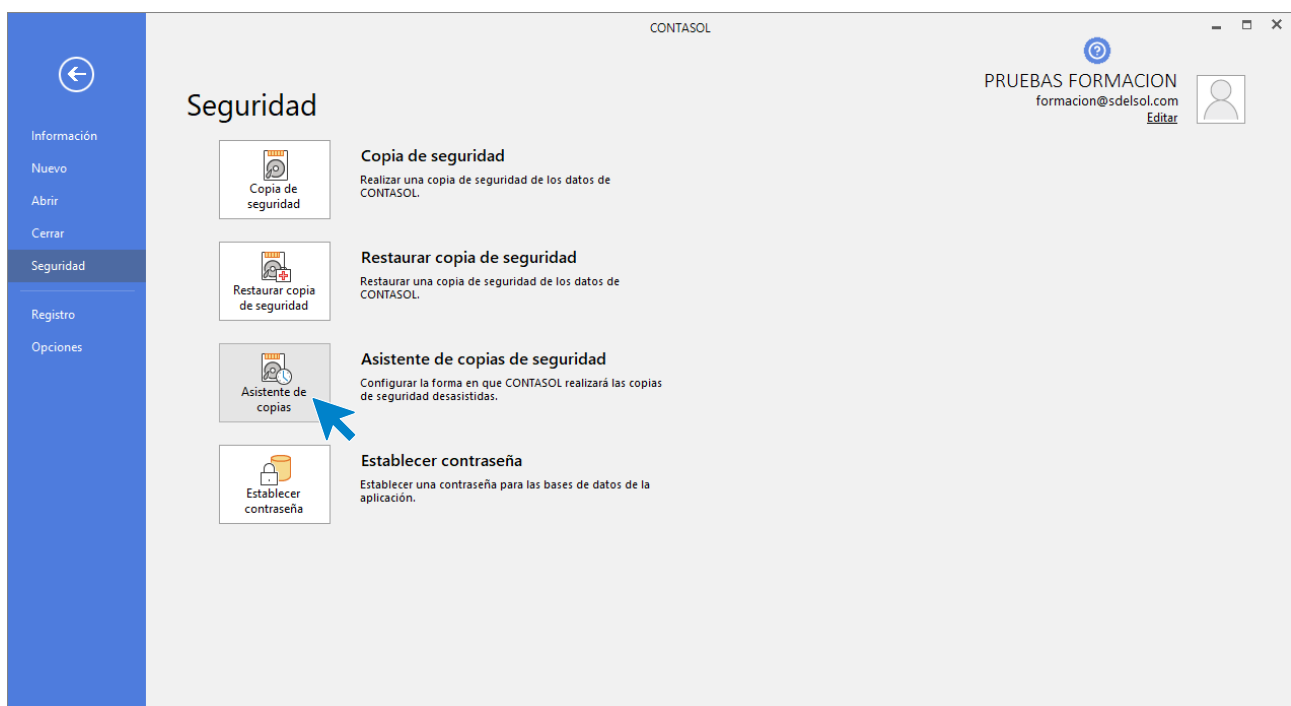 CONTASOL
PRUEBAS FORMACION
formacion@sdelsol.com
Editar
Información
Nuevo
Abrir
Cerrar
Seguridad
Registro
Opciones
Seguridad
Copia de
seguridad
Copia de seguridad
Realizar una copia de seguridad de los datos de
CONTASOL.
Restaurar copia
de seguridad
Restaurar copia de seguridad
Restaurar una copia de seguridad de los datos de
CONTASOL.
Asistente de
copias
Asistente de copias de seguridad
Configurar la forma en que CONTASOL realizará las copias
de seguridad desasistidas.
Establecer
contraseña
Establecer contraseña
Establecer una contraseña para las bases de datos de la
aplicación.